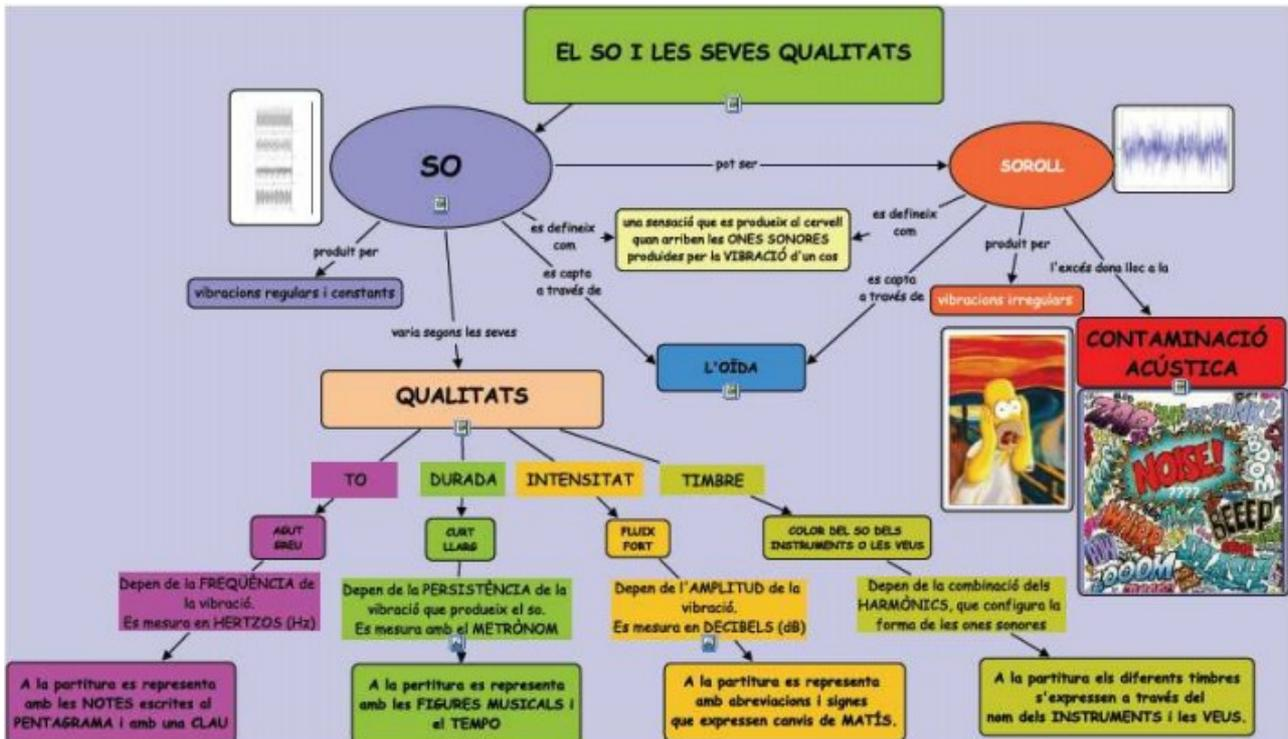 EL SO I LES SEVES QUALITATS
SO
pot ser
SOROLL
es defineix
com
una sensació que es produeix al cervell
quan arriben les ONES SONORES
produides per la VIBRACIÓ d'un cos
es defineix
com
produit per
vibracions regulars i constants
es capta
a través de
es capta
a través de
produit per
vibracions irregulars
l'excés dona lloc a la
CONTAMINACIÓ
ACÚSTICA
varia segons les seves
L'OÏDA
QUALITATS
NOISE!
????
BOOM
BEEEP
TO
DURADA
INTENSITAT
TIMBRE
AGUT
GREU
CURT
LLARG
FLUIX
FORT
COLOR DEL SO DELS
INSTRUMENTS O LES VEUS
Depen de la FREQÜÈNCIA de
la vibració.
Es mesura en HERTZOS (Hz)
Depen de la PERSISTÈNCIA de la
vibració que produeix el so.
Es mesura amb el METRÒNOM
Depen de l'AMPLITUD de la
vibració.
Es mesura en DECIBELS (dB)
Depen de la combinació dels
HARMÒNICS, que configura la
forma de les ones sonores
A la partitura es representa
amb les NOTES escrites al
PENTAGRAMA i amb una CLAU
A la pertitura es representa
amb les FIGURES MUSICALS i
el TEMPO
A la partitura es representa
amb abreviacions i signes
que expressen canvis de MATÍS.
A la partitura els diferents timbres
s'expressen a través del
nom dels INSTRUMENTS i les VEUS.